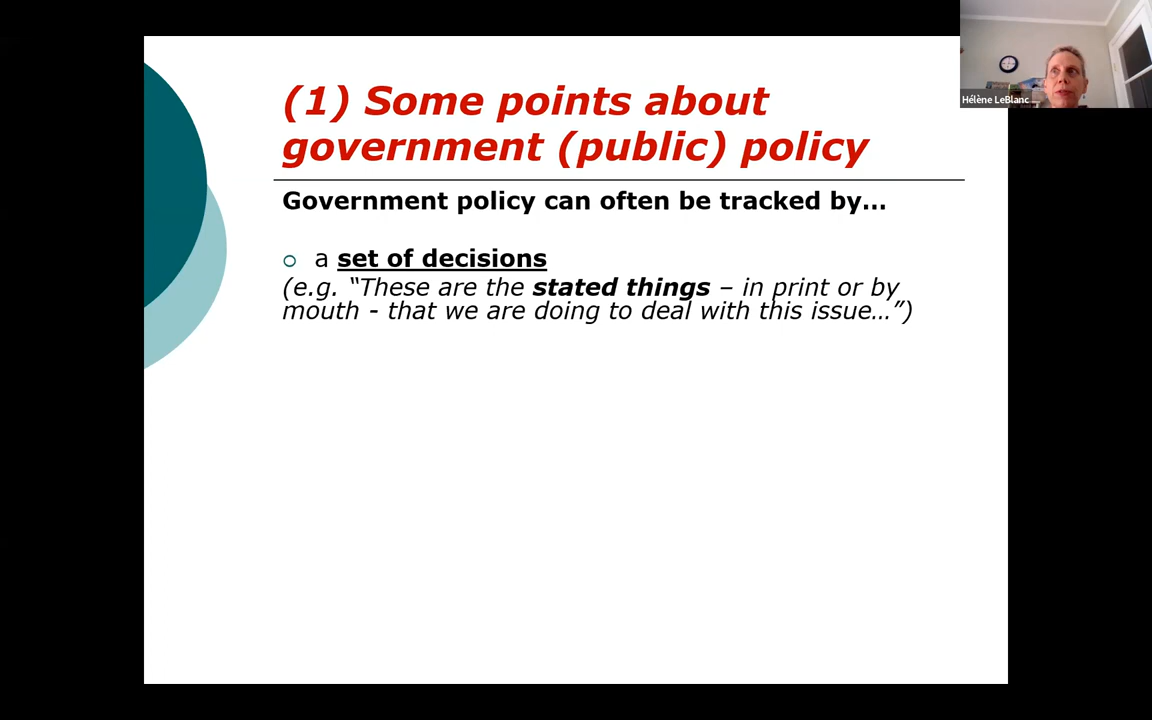 (1) Some points about
government (public) policy
Government policy can often be tracked by…
a set of decisions
(e.g. “These are the stated things – in print or by
mouth - that we are doing to deal with this issue…”)
Hélène LeBlanc